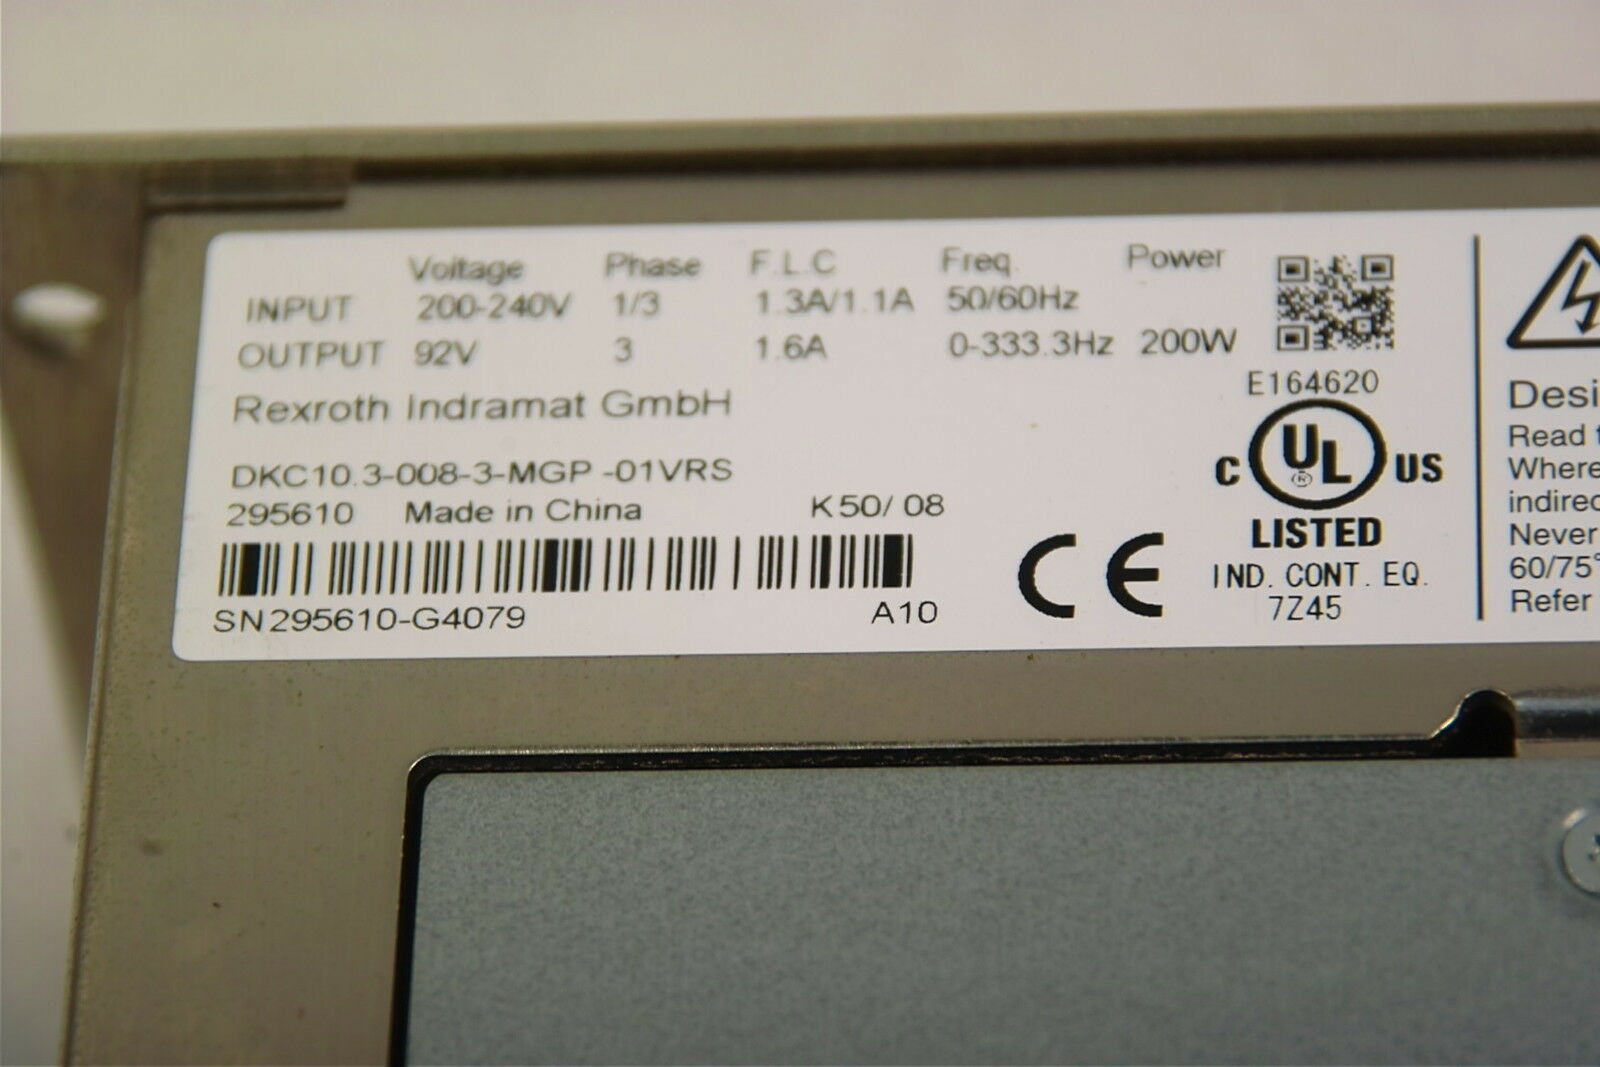 Voltage Phase F.L.C Freq. Power
INPUT 200-240V 1/3 1.3A/1.1A 50/60Hz
OUTPUT 92V 3 1.6A 0-333.3Hz 200W
Rexroth Indramat GmbH
DKC10.3-008-3-MGP -01VRS
295610 Made in China K50/ 08
SN295610-G4079 A10
E164620
C UL ® US
LISTED
IND. CONT. EQ.
7Z45
CE
Desi
Read
Where
indirec
Never
60/75°
Refer